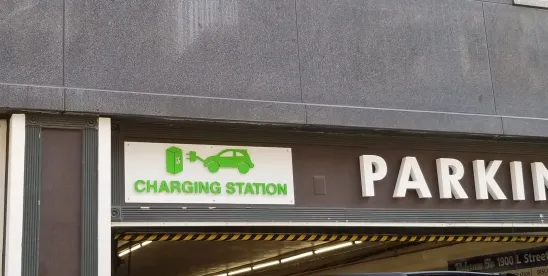 CHARGING STATION
PARKIN
1900 L Street